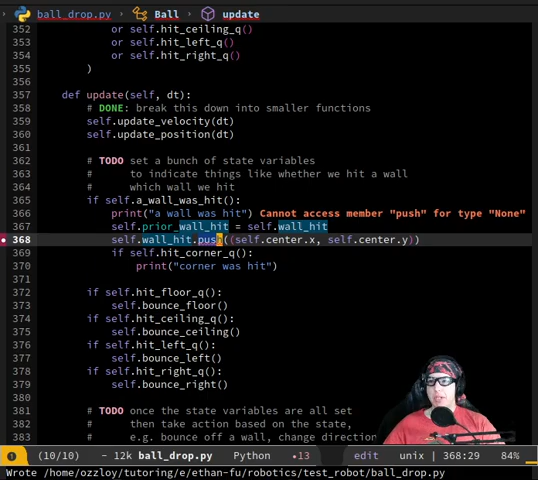 ball_drop.py › Ball › update
352 or self.hit_ceiling_q()
353 or self.hit_left_q()
354 or self.hit_right_q()
355 )
356
357 def update(self, dt):
358 # DONE: break this down into smaller functions
359 self.update_velocity(dt)
360 self.update_position(dt)
361
362 # TODO set a bunch of state variables
363 # to indicate things like whether we hit a wall
364 # which wall we hit
365 if self.a_wall_was_hit():
366 print("a wall was hit") Cannot access member "push" for type "None"
367 self.prior_wall_hit = self.wall_hit
368 self.wall_hit.push((self.center.x, self.center.y))
369 if self.hit_corner_q():
370 print("corner was hit")
371
372 if self.hit_floor_q():
373 self.bounce_floor()
374 if self.hit_ceiling_q():
375 self.bounce_ceiling()
376 if self.hit_left_q():
377 self.bounce_left()
378 if self.hit_right_q():
379 self.bounce_right()
380
381 # TODO once the state variables are all set
382 # then take action based on the state,
383 # e.g. bounce off a wall, change direction
1 (10/10) - 12k ball_drop.py Python •13 edit unix | 368:29 84%
Wrote /home/ozzloy/tutoring/e/ethan-fu/robotics/test_robot/ball_drop.py